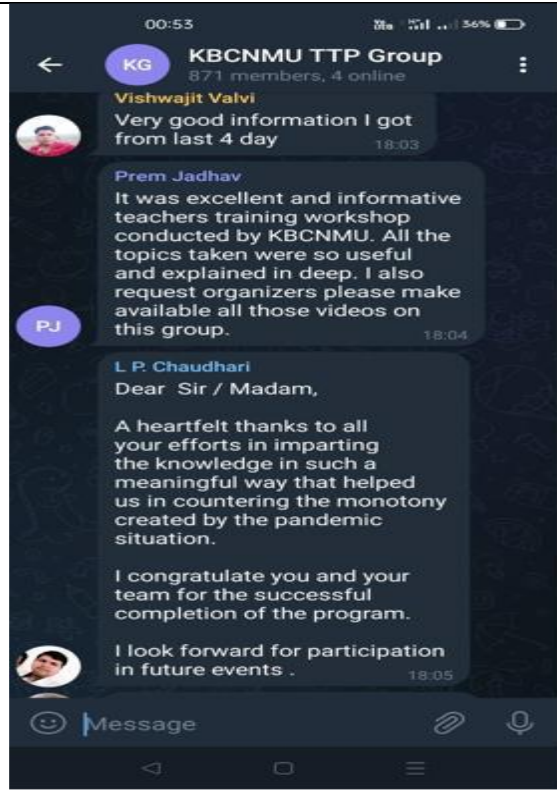 00:53
36%
KG
KBCNMU TTP Group
871 members, 4 online
Vishwajit Valvi
Very good information I got
from last 4 day
18:03
Prem Jadhav
It was excellent and informative
teachers training workshop
conducted by KBCNMU. All the
topics taken were so useful
and explained in deep. I also
request organizers please make
available all those videos on
this group.
18:04
PJ
L P. Chaudhari
Dear Sir / Madam,
A heartfelt thanks to all
your efforts in imparting
the knowledge in such a
meaningful way that helped
us in countering the monotony
created by the pandemic
situation.
I congratulate you and your
team for the successful
completion of the program.
I look forward for participation
in future events .
18:05
Message